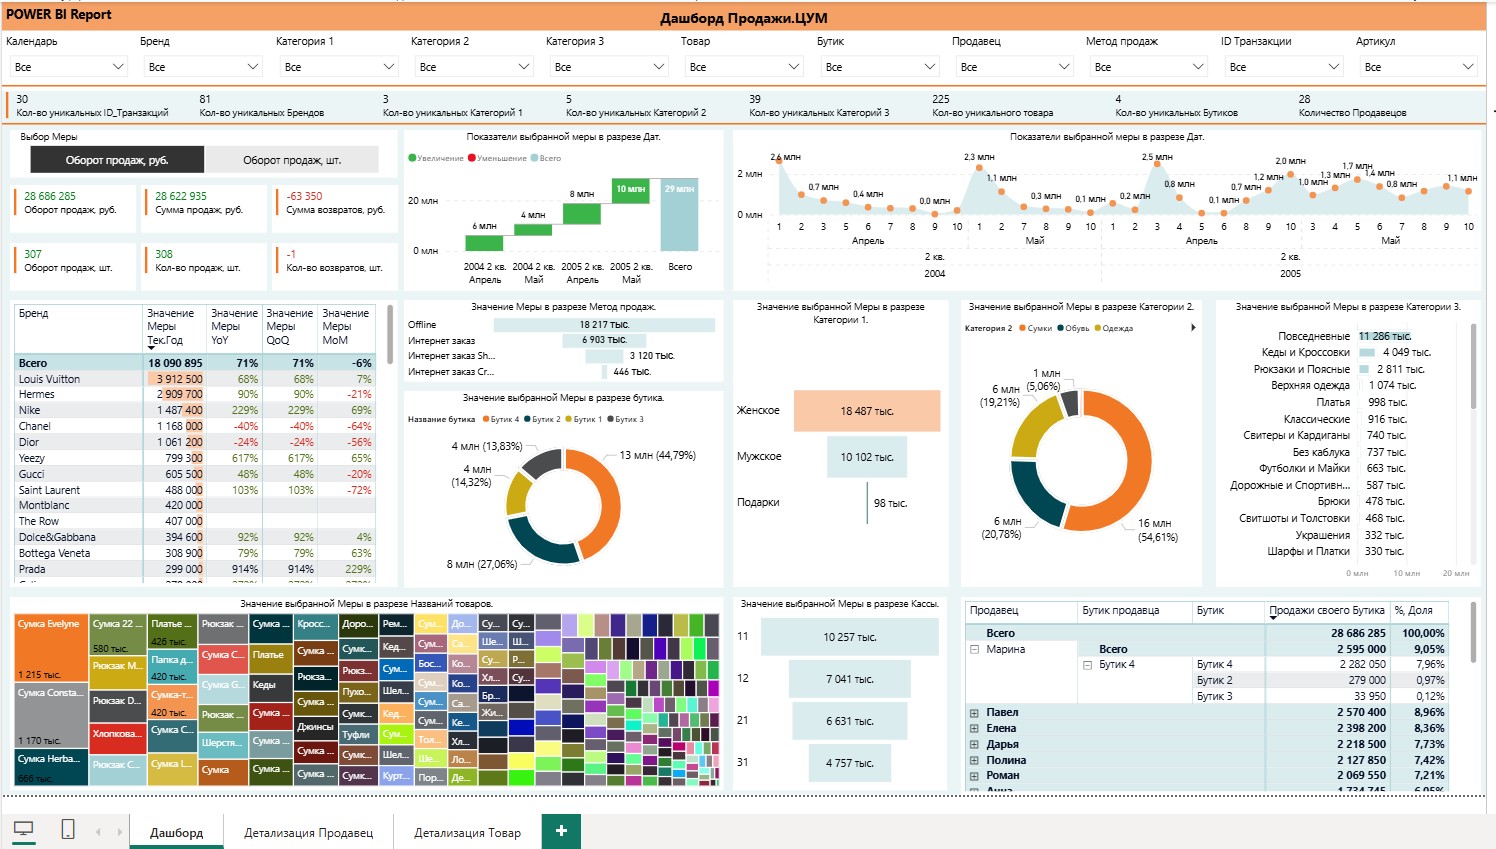 POWER BI Report
Дашборд Продажи.ЦУМ
Календарь Бренд Категория 1 Категория 2 Категория 3 Товар Бутик Продавец Метод продаж ID Транзакции Артикул
Все Все Все Все Все Все Все Все Все Все Все
30 81 3 5 39 225 4 28
Кол-во уникальных ID_Транзакций Кол-во уникальных Брендов Кол-во уникальных Категорий 1 Кол-во уникальных Категорий 2 Кол-во уникальных Категорий 3 Кол-во уникального товара Кол-во уникальных Бутиков Количество Продавецов
Выбор Меры
Оборот продаж, руб. Оборот продаж, шт.
28 686 285 28 622 935 -63 350
Оборот продаж, руб. Сумма продаж, руб. Сумма возвратов, руб.
307 308 -1
Оборот продаж, шт. Кол-во продаж, шт. Кол-во возвратов, шт.
Показатели выбранной меры в разрезе Дат.
Увеличение Уменьшение Всего
20 млн
0 млн
6 млн 4 млн 8 млн 10 млн 29 млн
2004 2 кв. 2004 2 кв. 2005 2 кв. 2005 2 кв. Всего
Апрель Май Апрель Май
Показатели выбранной меры в разрезе Дат.
2 млн
0 млн
2,6 млн 0,7 млн 0,4 млн 0,0 млн 2,3 млн 1,1 млн 0,3 млн 0,1 млн 0,2 млн 2,5 млн 0,8 млн 0,1 млн 0,7 млн 1,2 млн 2,0 млн 1,0 млн 1,3 млн 1,7 млн 1,4 млн 0,8 млн 1,1 млн
1 2 3 5 6 7 8 9 10 1 2 7 8 9 10 1 2 3 4 5 6 7 8 9 10 3 4 5 6 7 8 9 10
Апрель Май Апрель Май
2 кв. 2 кв.
2004 2005
Бренд Значение Меры Тек.Год Значение Меры YoY Значение Меры QoQ Значение Меры MoM
Всего 18 090 895 71% 71% -6%
Louis Vuitton 3 912 500 68% 68% 7%
Hermes 2 909 700 90% 90% -21%
Nike 1 487 400 229% 229% 69%
Chanel 1 168 000 -40% -40% -64%
Dior 1 061 200 -24% -24% -56%
Yeezy 799 300 617% 617% 65%
Gucci 605 500 48% 48% -20%
Saint Laurent 488 000 103% 103% -72%
Montblanc 420 000
The Row 407 000
Dolce&Gabbana 394 600 92% 92% 4%
Bottega Veneta 308 900 79% 79% 63%
Prada 299 000 914% 914% 229%
Значение Меры в разрезе Метод продаж.
Offline 18 217 тыс.
Интернет заказ 6 903 тыс.
Интернет заказ Sh... 3 120 тыс.
Интернет заказ Cr... 446 тыс.
Значение выбранной Меры в разрезе бутика.
Название бутика Бутик 4 Бутик 2 Бутик 1 Бутик 3
4 млн (13,83%)
13 млн (44,79%)
4 млн
(14,32%)
8 млн (27,06%)
Значение выбранной Меры в разрезе
Категории 1.
Женское 18 487 тыс.
Мужское 10 102 тыс.
Подарки 98 тыс.
Значение выбранной Меры в разрезе Категории 2.
Категория 2 Сумки Обувь Одежда
1 млн
(5,06%)
6 млн
(19,21%)
6 млн
(20,78%)
16 млн
(54,61%)
Значение выбранной Меры в разрезе Категории 3.
Повседневные 11 286 тыс.
Кеды и Кроссовки 4 049 тыс.
Рюкзаки и Поясные 2 811 тыс.
Верхняя одежда 1 074 тыс.
Платья 998 тыс.
Классические 916 тыс.
Свитеры и Кардиганы 740 тыс.
Без каблука 737 тыс.
Футболки и Майки 663 тыс.
Дорожные и Спортивн... 587 тыс.
Брюки 478 тыс.
Свитшоты и Толстовки 468 тыс.
Украшения 332 тыс.
Шарфы и Платки 330 тыс.
0 млн 10 млн 20 млн
Значение выбранной Меры в разрезе Названий товаров.
Сумка Evelyne Сумка 22 ... Платье ... Рюкзак ... Сумка ... Кросс... Доро... Рем... Сум... До... Су... Су...
1 215 тыс. 580 тыс. 426 тыс.
Сумка Consta... Рюкзак M... Папка д... Сумка C... Платье Сумка ...
1 170 тыс. 420 тыс.
Рюкзак D... Сумка-т... Сумка G... Кеды
420 тыс.
Хлопкова... Сумка C... Рюкзак ... Сумка ... Джинсы Туфли
Сумка Herba... Рюкзак C... Сумка L... Шерстя... Сумка ... Сумка ...
666 тыс. Сумка Сумка ... Сумка ... Сумк... Курт... Пор... Де...
Значение выбранной Меры в разрезе Кассы.
11 10 257 тыс.
12 7 041 тыс.
21 6 631 тыс.
31 4 757 тыс.
Продавец Бутик продавца Бутик Продажи своего Бутика %, Доля
Всего 28 686 285 100,00%
Марина Всего 2 595 000 9,05%
Бутик 4 Бутик 4 2 282 050 7,96%
Бутик 2 279 000 0,97%
Бутик 3 33 950 0,12%
Павел 2 570 400 8,96%
Елена 2 398 200 8,36%
Дарья 2 218 500 7,73%
Полина 2 127 850 7,42%
Роман 2 069 550 7,21%
Анна 1 734 745 6,05%
Дашборд Детализация Продавец Детализация Товар +